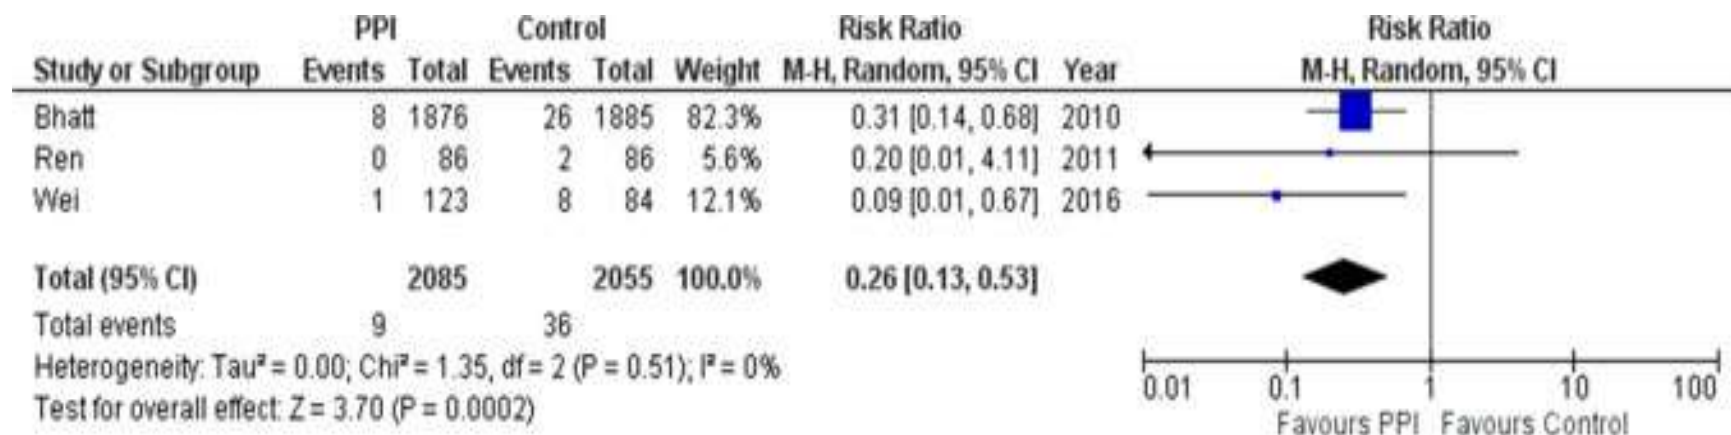 PPI Control Risk Ratio Risk Ratio
Study or Subgroup Events Total Events Total Weight M-H, Random, 95% CI Year M-H, Random, 95% CI
Bhatt 8 1876 26 1885 82.3% 0.31 [0.14, 0.68] 2010
Ren 0 86 2 86 5.6% 0.20 [0.01, 4.11] 2011
Wei 1 123 8 84 12.1% 0.09 [0.01, 0.67] 2016
Total (95% CI) 2085 2055 100.0% 0.26 [0.13, 0.53]
Total events 9 36
Heterogeneity: Tau² = 0.00; Chi² = 1.35, df = 2 (P = 0.51); I² = 0%
Test for overall effect: Z = 3.70 (P = 0.0002)
0.01 0.1 1 10 100
Favours PPI Favours Control